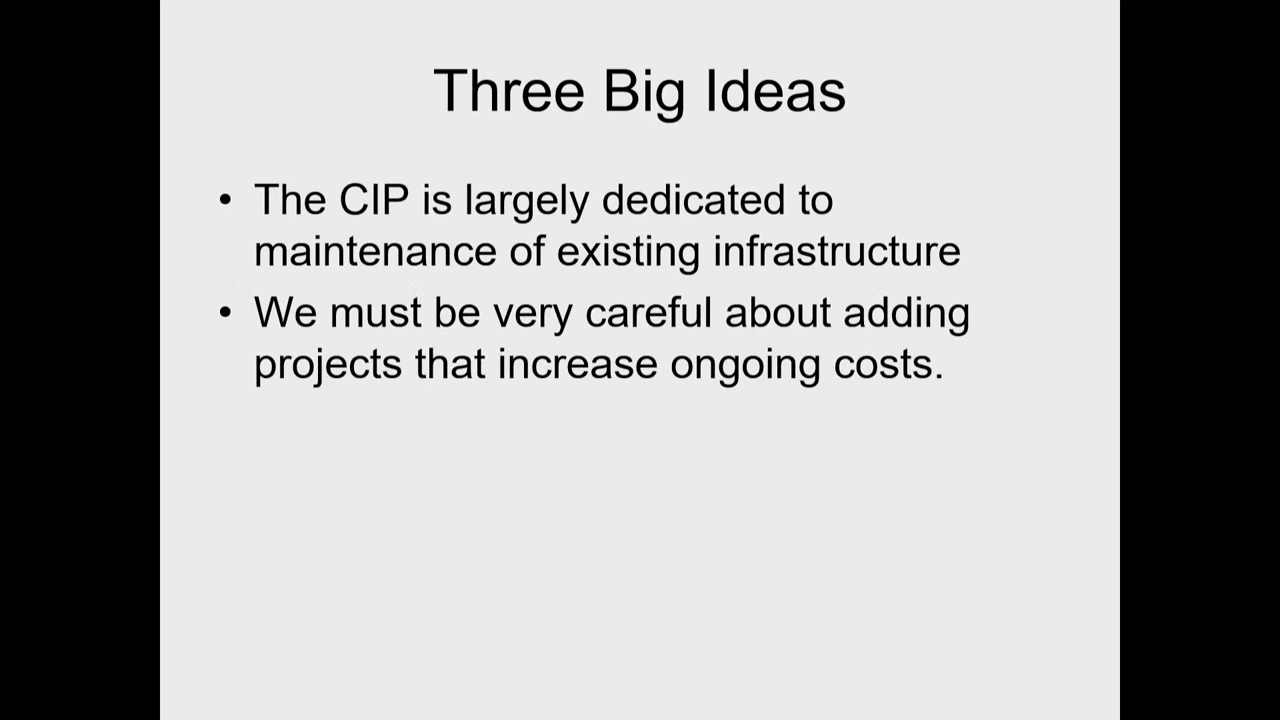 Three Big Ideas
• The CIP is largely dedicated to
maintenance of existing infrastructure
• We must be very careful about adding
projects that increase ongoing costs.